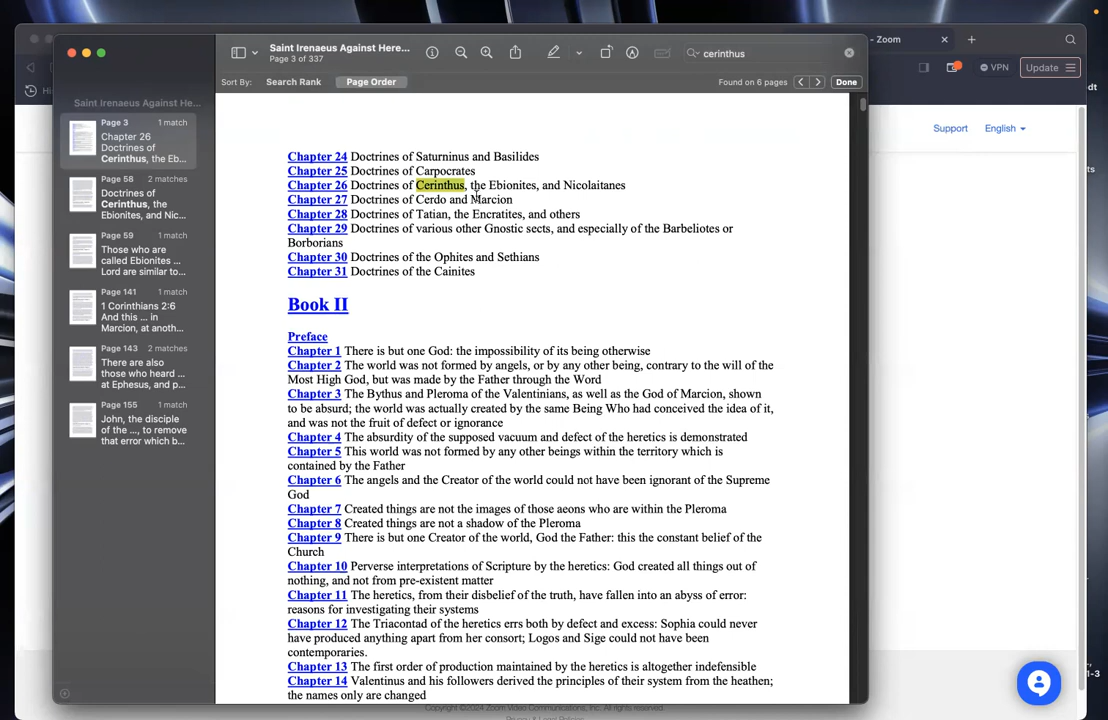 - Zoom
Saint Irenaeus Against Here...
Page 3 of 337
cerinthus
VPN
Update
Sort By:
Search Rank
Page Order
Found on 6 pages
Done
Hi
dt
Support
English
ts
1-3
Saint Irenaeus Against He...
Page 3
1 match
Chapter 26
Doctrines of
Cerinthus, the Eb...
Page 58
2 matches
Doctrines of
Cerinthus, the
Ebionites, and Nic...
Page 59
1 match
Those who are
called Ebionites ...
Lord are similar to...
Page 141
1 match
1 Corinthians 2:6
And this ... in
Marcion, at anoth...
Page 143
2 matches
There are also
those who heard ...
at Ephesus, and p...
Page 155
1 match
John, the disciple
of the ..., to remove
that error which b...
Chapter 24 Doctrines of Saturninus and Basilides
Chapter 25 Doctrines of Carpocrates
Chapter 26 Doctrines of Cerinthus, the Ebionites, and Nicolaitanes
Chapter 27 Doctrines of Cerdo and Marcion
Chapter 28 Doctrines of Tatian, the Encratites, and others
Chapter 29 Doctrines of various other Gnostic sects, and especially of the Barbeliotes or
Borborians
Chapter 30 Doctrines of the Ophites and Sethians
Chapter 31 Doctrines of the Cainites
Book II
Preface
Chapter 1 There is but one God: the impossibility of its being otherwise
Chapter 2 The world was not formed by angels, or by any other being, contrary to the will of the
Most High God, but was made by the Father through the Word
Chapter 3 The Bythus and Pleroma of the Valentinians, as well as the God of Marcion, shown
to be absurd; the world was actually created by the same Being Who had conceived the idea of it,
and was not the fruit of defect or ignorance
Chapter 4 The absurdity of the supposed vacuum and defect of the heretics is demonstrated
Chapter 5 This world was not formed by any other beings within the territory which is
contained by the Father
Chapter 6 The angels and the Creator of the world could not have been ignorant of the Supreme
God
Chapter 7 Created things are not the images of those aeons who are within the Pleroma
Chapter 8 Created things are not a shadow of the Pleroma
Chapter 9 There is but one Creator of the world, God the Father: this the constant belief of the
Church
Chapter 10 Perverse interpretations of Scripture by the heretics: God created all things out of
nothing, and not from pre-existent matter
Chapter 11 The heretics, from their disbelief of the truth, have fallen into an abyss of error:
reasons for investigating their systems
Chapter 12 The Triacontad of the heretics errs both by defect and excess: Sophia could never
have produced anything apart from her consort; Logos and Sige could not have been
contemporaries.
Chapter 13 The first order of production maintained by the heretics is altogether indefensible
Chapter 14 Valentinus and his followers derived the principles of their system from the heathen;
the names only are changed
Copyright ©2024 Zoom Video Communications, Inc. All rights reserved.